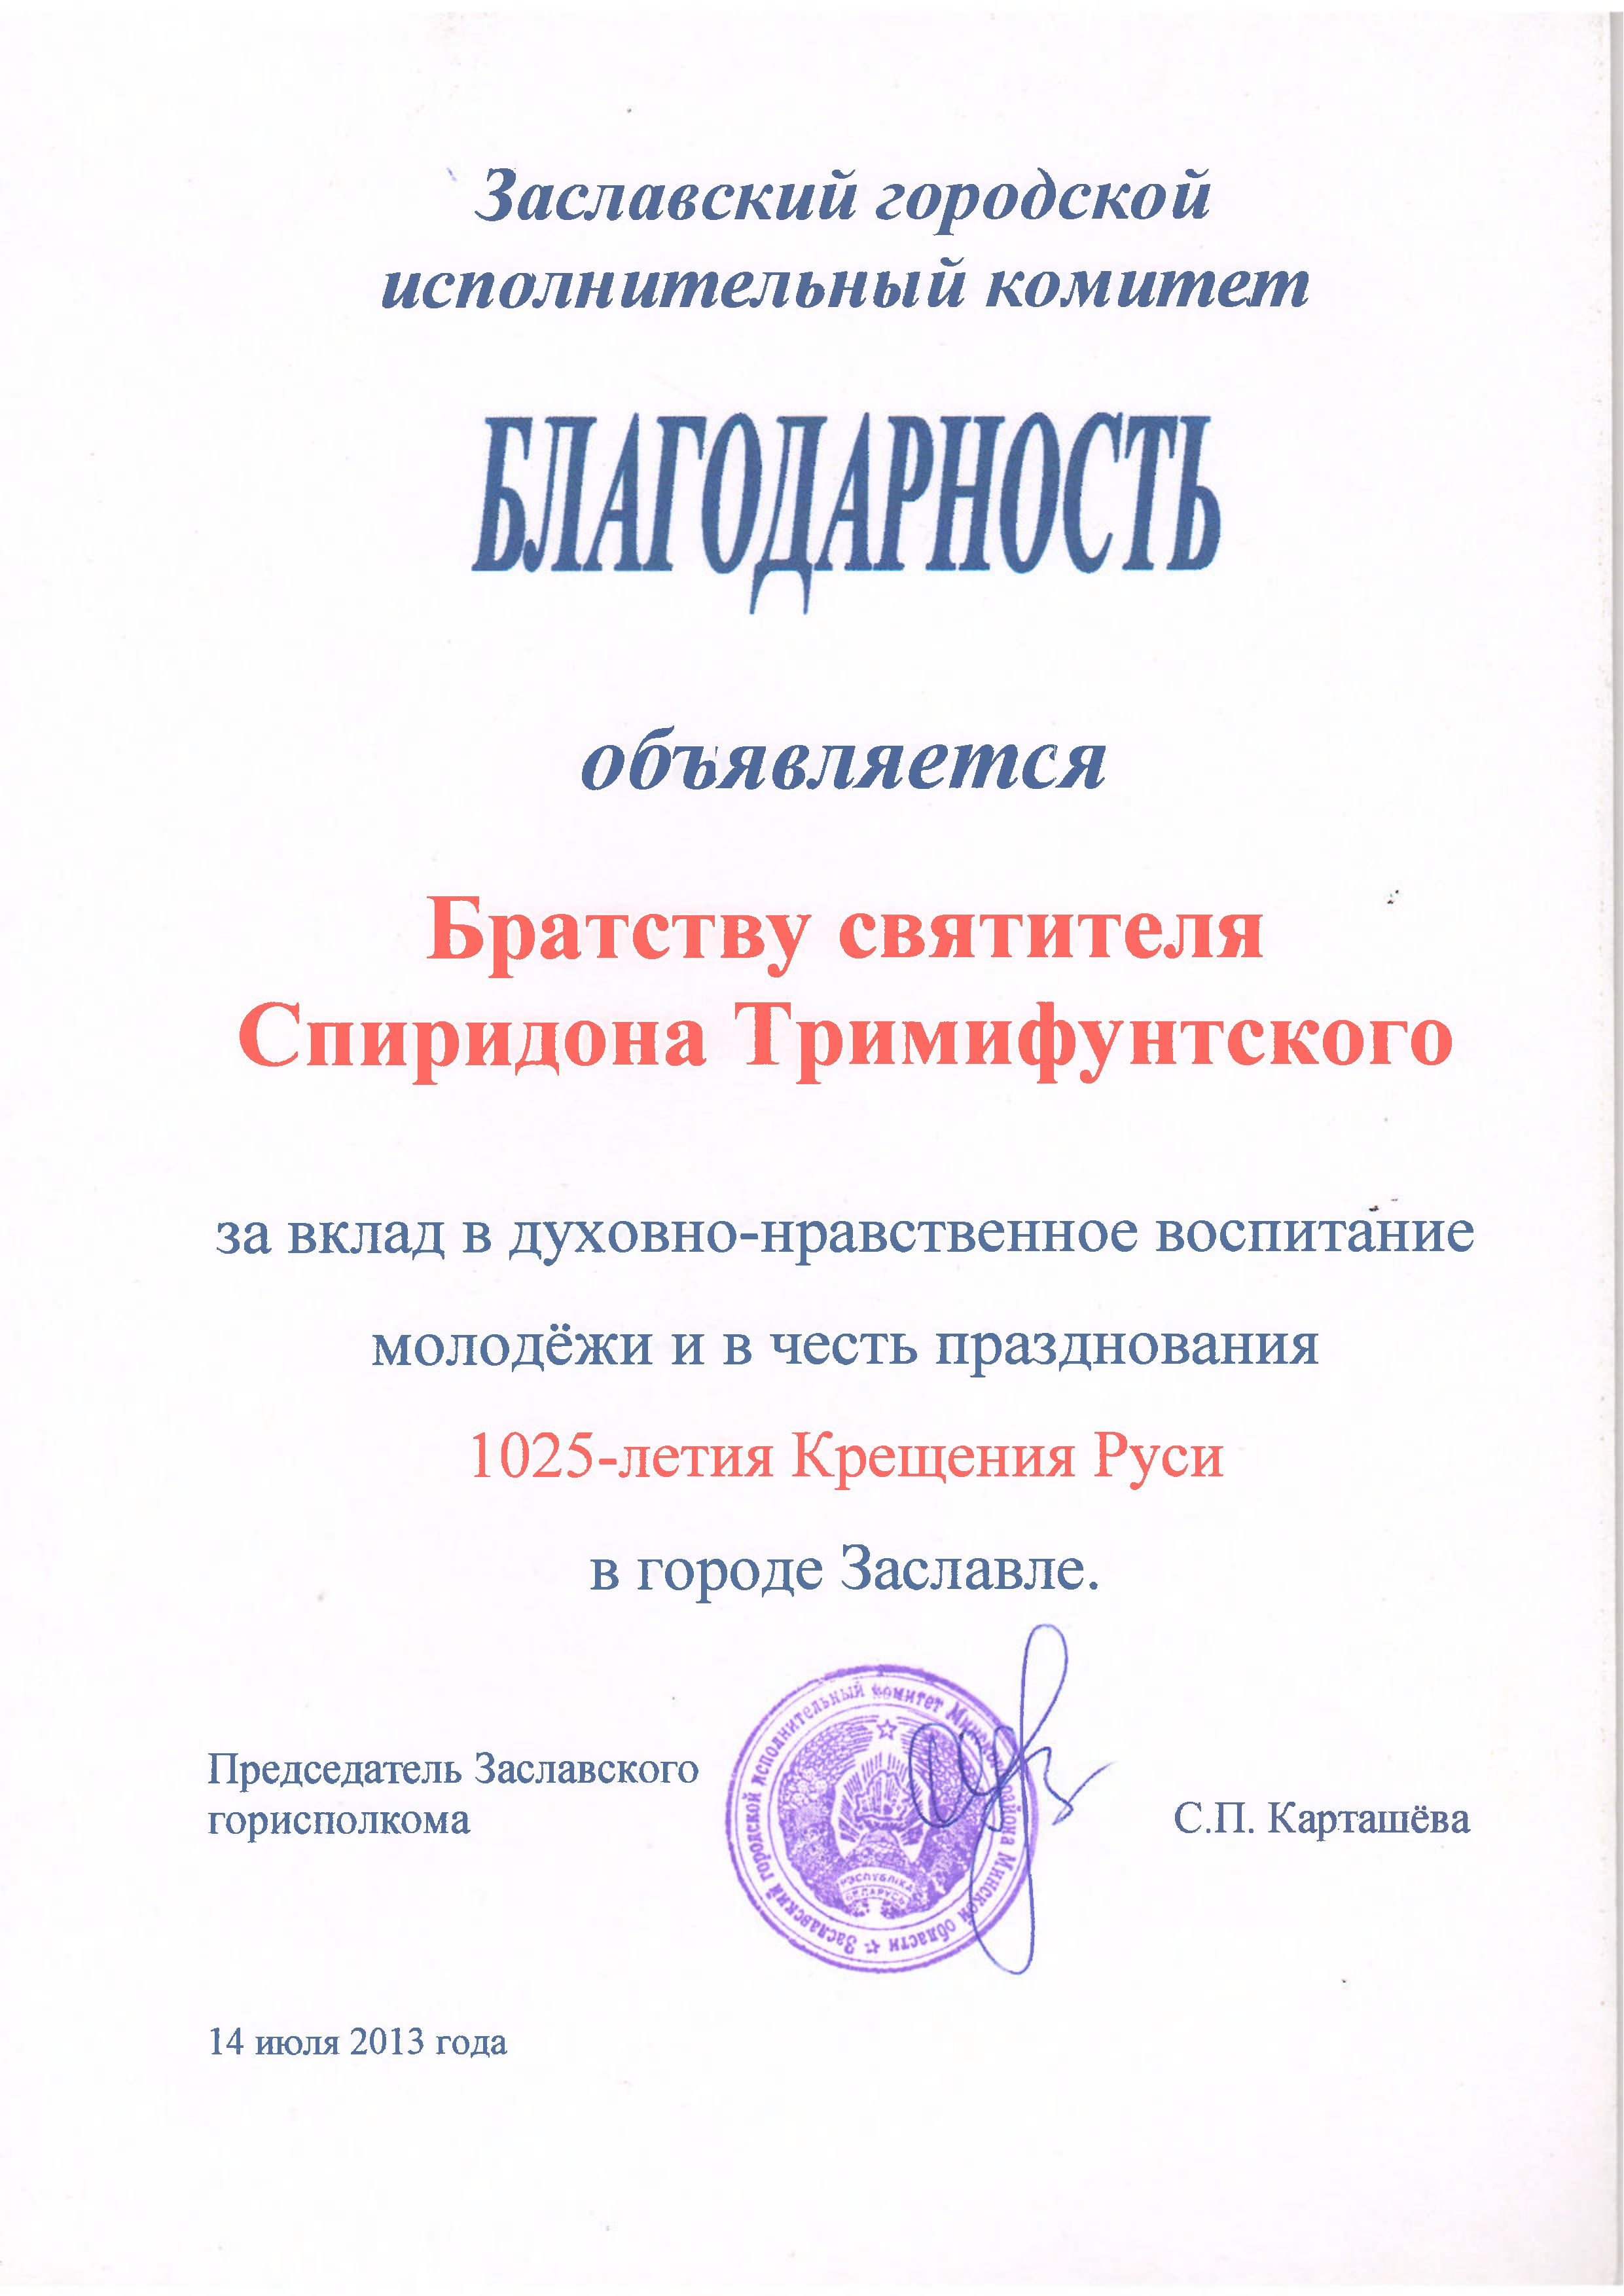 Заславский городской
исполнительный комитет
БЛАГОДАРНОСТЬ
объявляется
Братству святителя
Спиридона Тримифунтского
за вклад в духовно-нравственное воспитание
молодёжи и в честь празднования
1025-летия Крещения Руси
в городе Заславле.
Председатель Заславского
горисполкома
С.П. Карташёва
Заславский городской исполнительный комитет Минского района Минской области
РЭСПУБЛІКА
БЕЛАРУСЬ
14 июля 2013 года